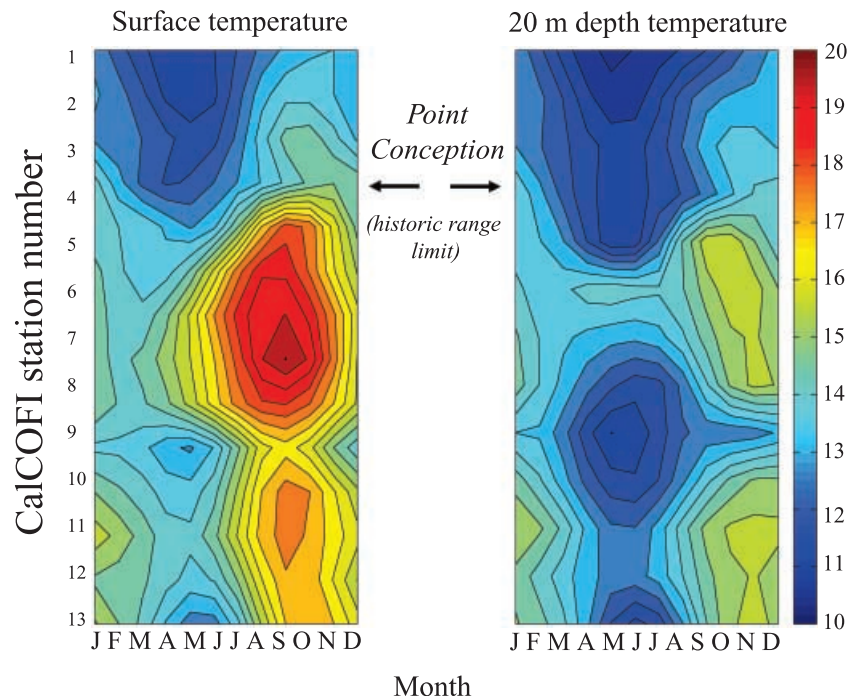 Surface temperature
20 m depth temperature
CalCOFI station number
1
2
3
4
5
6
7
8
9
10
11
12
13
Point
Conception
(historic range
limit)
20
19
18
17
16
15
14
13
12
11
10
J F M A M J J A S O N D
J F M A M J J A S O N D
Month